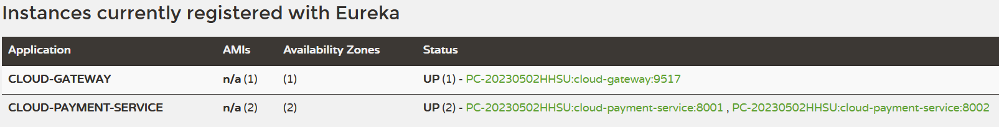 Instances currently registered with Eureka
Application AMIs Availability Zones Status
CLOUD-GATEWAY n/a (1) (1) UP (1) - PC-20230502HHSU:cloud-gateway:9517
CLOUD-PAYMENT-SERVICE n/a (2) (2) UP (2) - PC-20230502HHSU:cloud-payment-service:8001 , PC-20230502HHSU:cloud-payment-service:8002